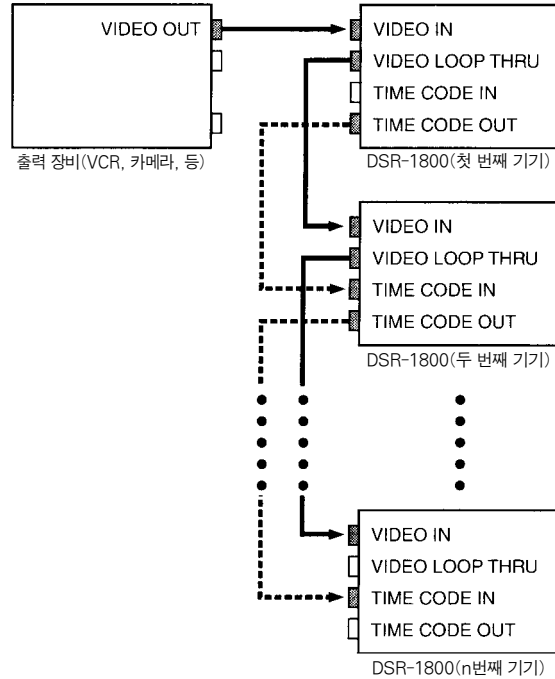 VIDEO OUT
출력 장비(VCR, 카메라, 등)
VIDEO IN
VIDEO LOOP THRU
TIME CODE IN
TIME CODE OUT
DSR-1800(첫 번째 기기)
VIDEO IN
VIDEO LOOP THRU
TIME CODE IN
TIME CODE OUT
DSR-1800(두 번째 기기)
VIDEO IN
VIDEO LOOP THRU
TIME CODE IN
TIME CODE OUT
DSR-1800(n번째 기기)